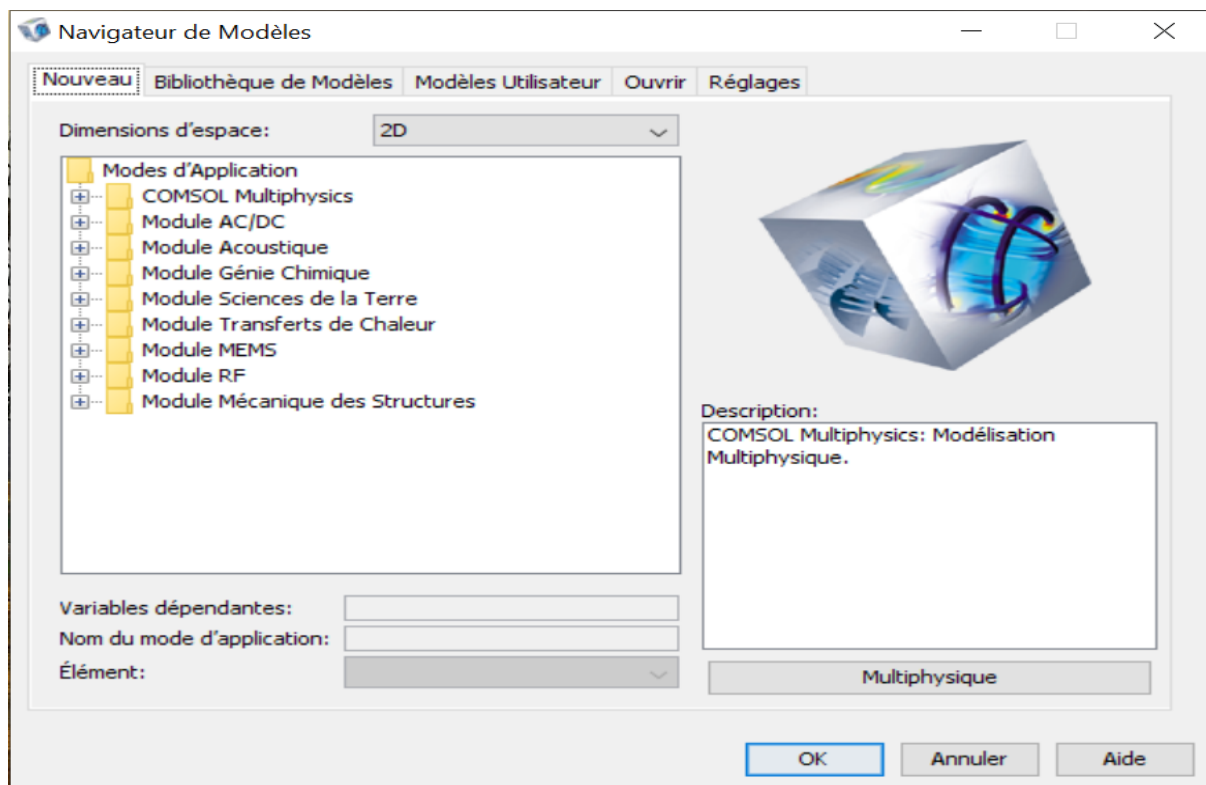 Navigateur de Modèles
Nouveau Bibliothèque de Modèles Modèles Utilisateur Ouvrir Réglages
Dimensions d'espace: 2D
Modes d'Application
COMSOL Multiphysics
Module AC/DC
Module Acoustique
Module Génie Chimique
Module Sciences de la Terre
Module Transferts de Chaleur
Module MEMS
Module RF
Module Mécanique des Structures
Description:
COMSOL Multiphysics: Modélisation
Multiphysique.
Variables dépendantes:
Nom du mode d'application:
Élément:
Multiphysique
OK Annuler Aide